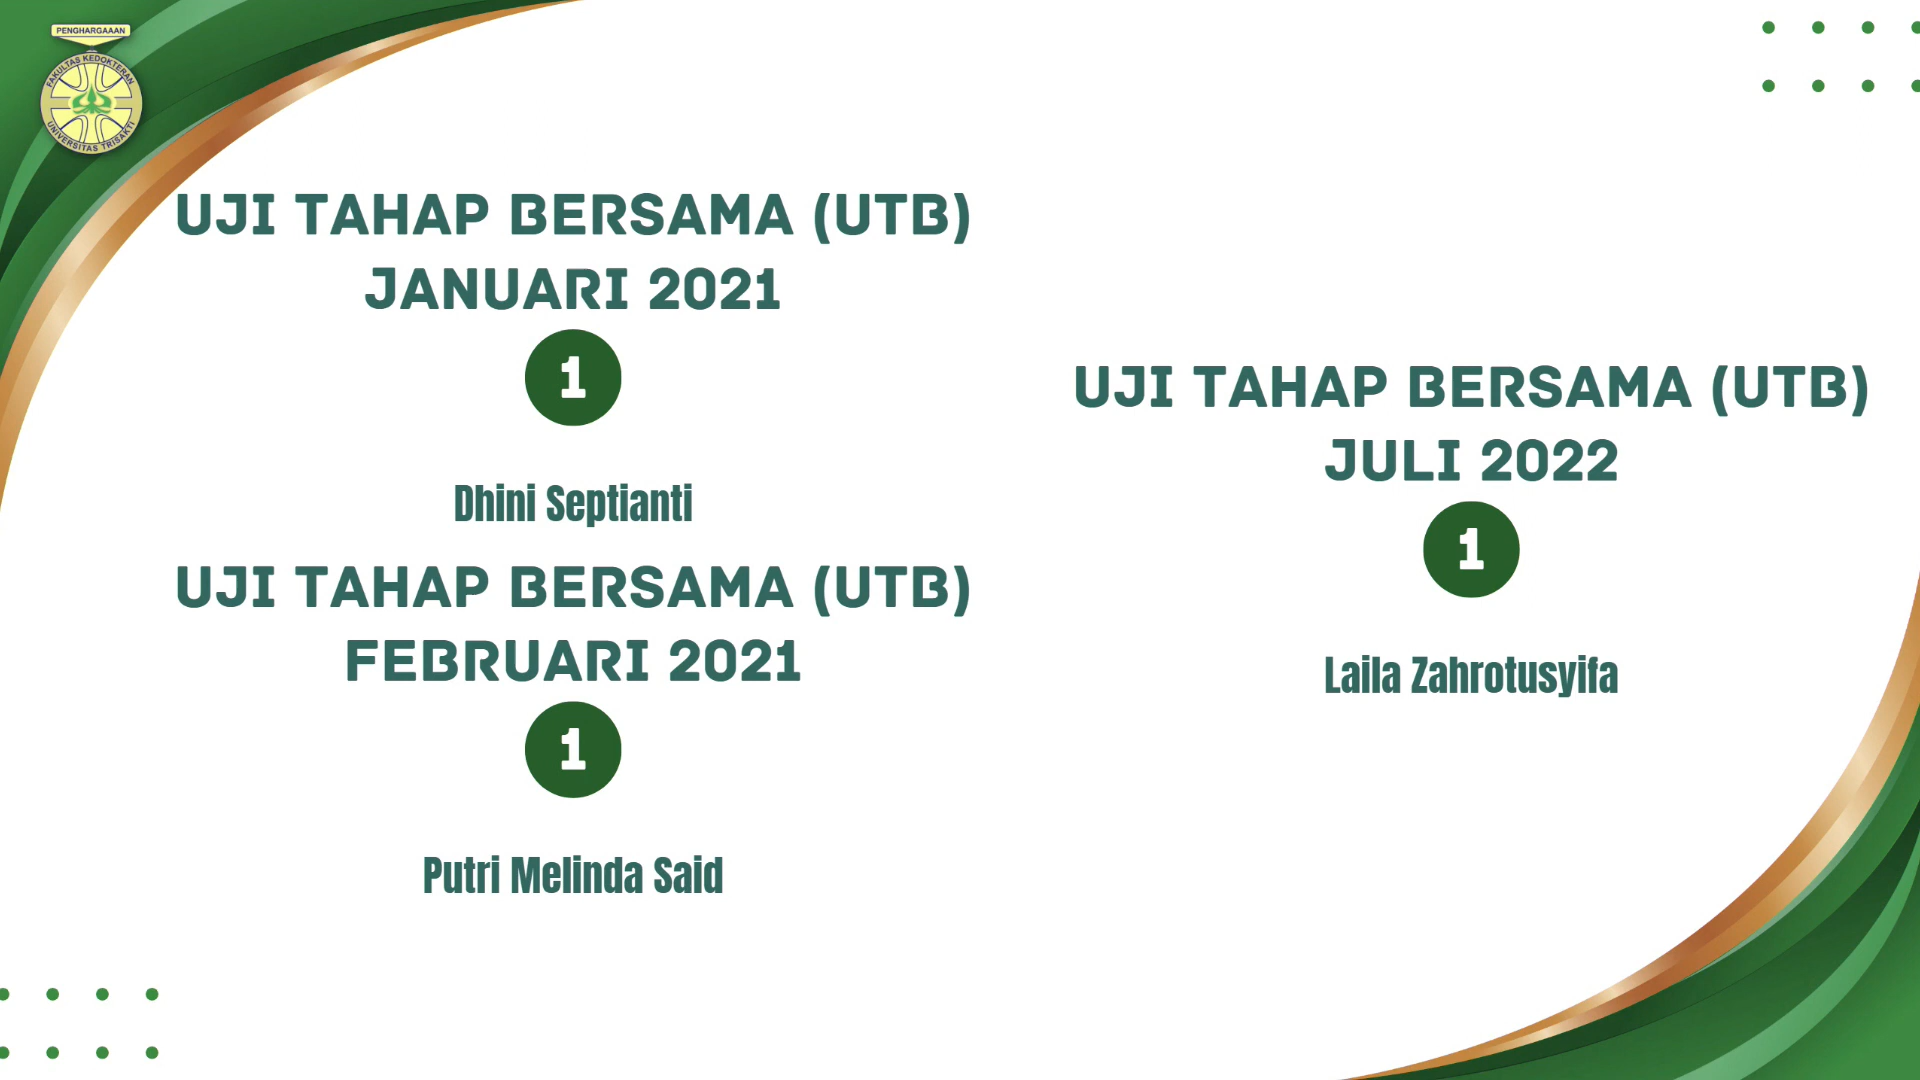 PENGHARGAAAN
FAKULTAS KEDOKTERAN
UNIVERSITAS TRISAKTI
UJI TAHAP BERSAMA (UTB)
JANUARI 2021
1
Dhini Septianti
UJI TAHAP BERSAMA (UTB)
FEBRUARI 2021
1
Putri Melinda Said
UJI TAHAP BERSAMA (UTB)
JULI 2022
1
Laila Zahrotusyifa